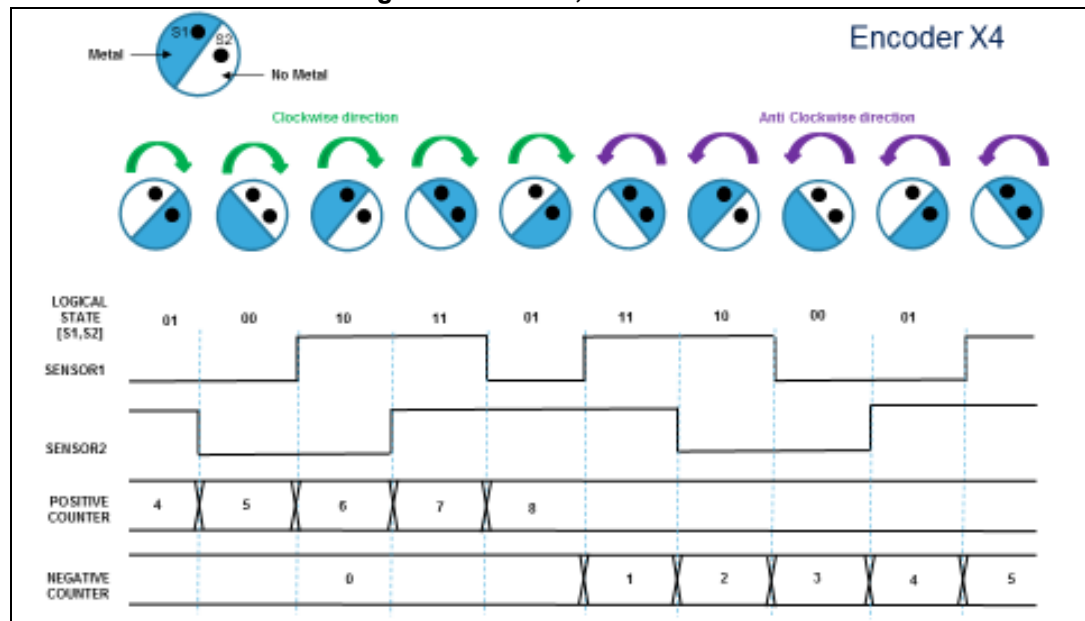 Encoder X4
S1 S2
Metal
No Metal
Clockwise direction
Anti Clockwise direction
LOGICAL
STATE
[S1,S2]
01 00 10 11 01 11 10 00 01
SENSOR1
SENSOR2
POSITIVE
COUNTER
4 5 6 7 8
NEGATIVE
COUNTER
0 1 2 3 4 5